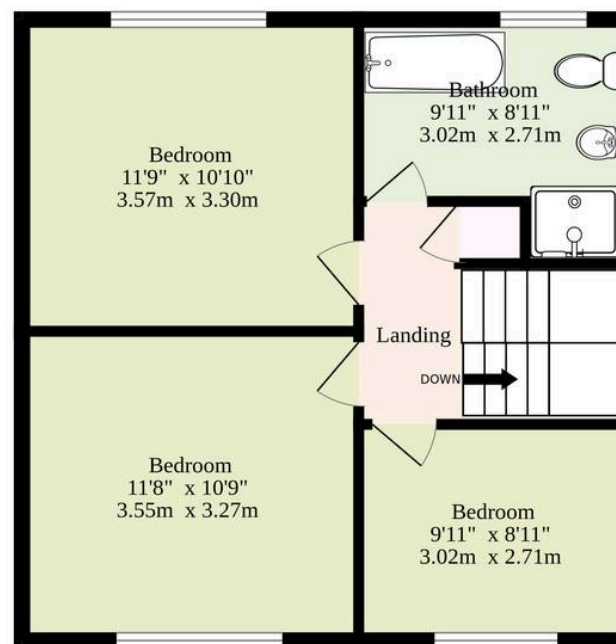 Bathroom
9'11" x 8'11"
3.02m x 2.71m
Bedroom
11'9" x 10'10"
3.57m x 3.30m
Landing
DOWN
Bedroom
11'8" x 10'9"
3.55m x 3.27m
Bedroom
9'11" x 8'11"
3.02m x 2.71m